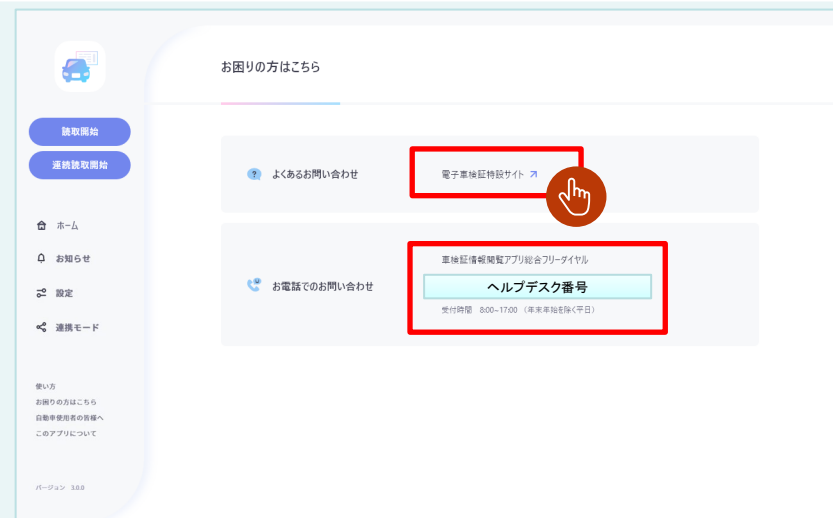 お困りの方はこちら
読取開始
連続読取開始
ホーム
お知らせ
設定
連携モード
使い方
お困りの方はこちら
自動車使用者の皆様へ
このアプリについて
バージョン 3.0.0
よくあるお問い合わせ
電子車検証特設サイト
お電話でのお問い合わせ
車検証情報閲覧アプリ総合フリーダイヤル
ヘルプデスク番号
受付時間 8:00~17:00 (年末年始を除く平日)